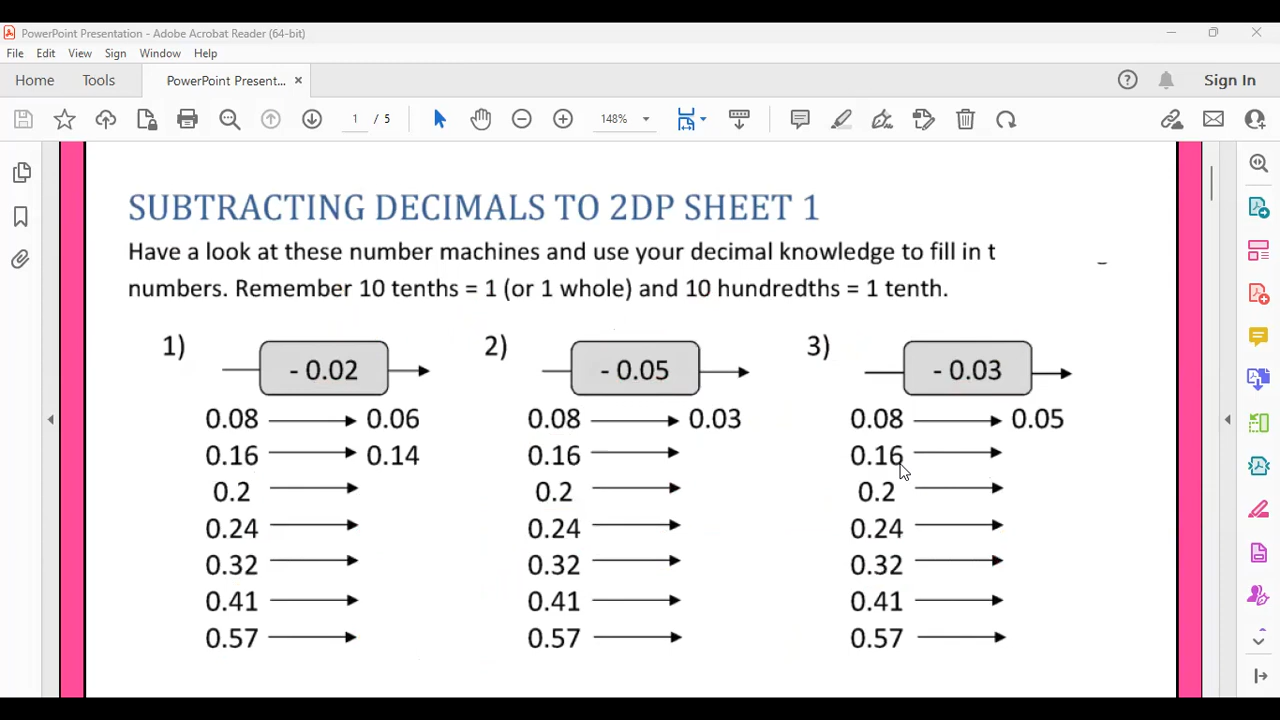 PowerPoint Presentation - Adobe Acrobat Reader (64-bit)
File Edit View Sign Window Help
Home Tools PowerPoint Present... Sign In
1 / 5 148%
SUBTRACTING DECIMALS TO 2DP SHEET 1
Have a look at these number machines and use your decimal knowledge to fill in t
numbers. Remember 10 tenths = 1 (or 1 whole) and 10 hundredths = 1 tenth.
1) - 0.02 2) - 0.05 3) - 0.03
0.08 0.06 0.08 0.03 0.08 0.05
0.16 0.14 0.16 0.16
0.2 0.2 0.2
0.24 0.24 0.24
0.32 0.32 0.32
0.41 0.41 0.41
0.57 0.57 0.57